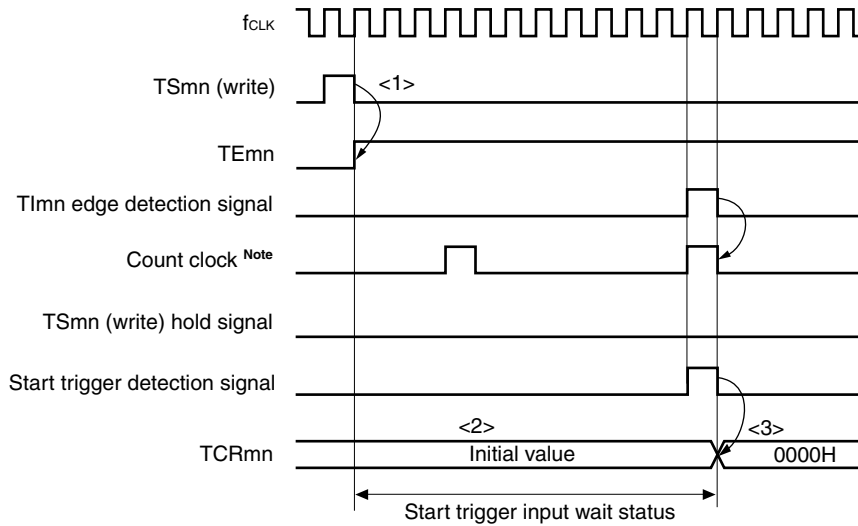 fCLK
TSmn (write)
<1>
TEmn
TImn edge detection signal
Count clock Note
TSmn (write) hold signal
Start trigger detection signal
<2>
<3>
TCRmn
Initial value
0000H
Start trigger input wait status